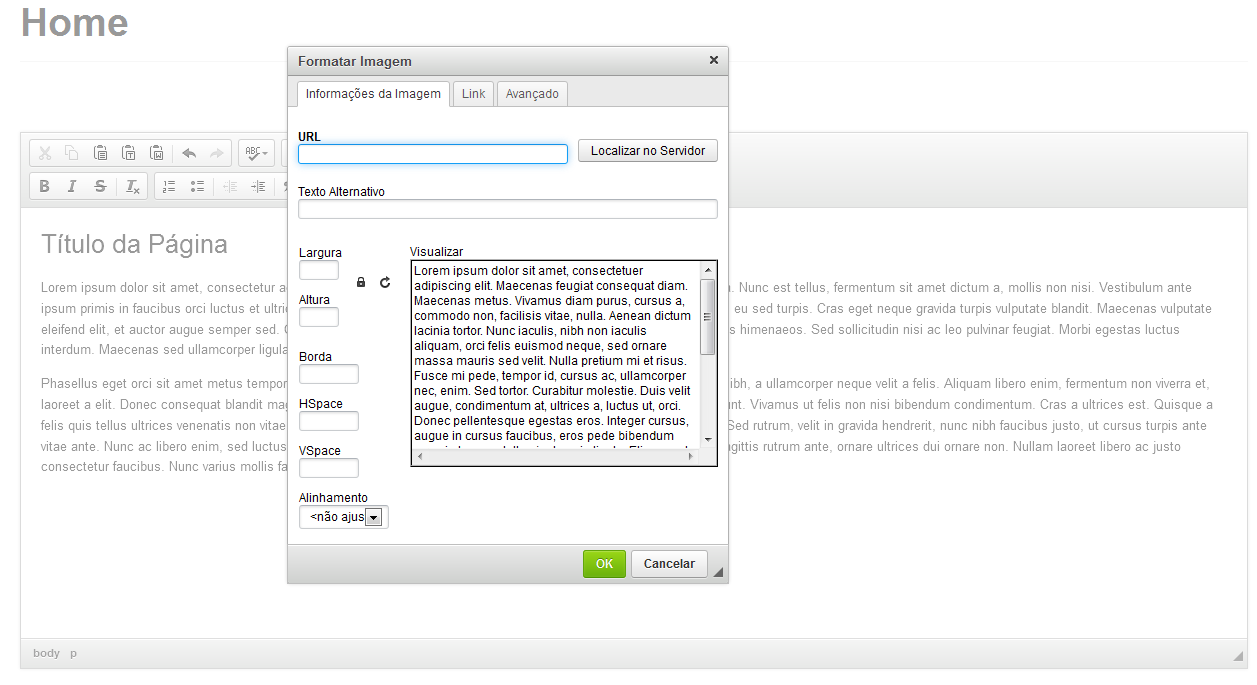 Home
Formatar Imagem
Informações da Imagem
Link
Avançado
URL
Localizar no Servidor
Texto Alternativo
Largura
Altura
Borda
HSpace
VSpace
Alinhamento
<não ajus
Visualizar
Lorem ipsum dolor sit amet, consectetuer
adipiscing elit. Maecenas feugiat consequat diam.
Maecenas metus. Vivamus diam purus, cursus a,
commodo non, facilisis vitae, nulla. Aenean dictum
lacinia tortor. Nunc iaculis, nibh non iaculis
aliquam, orci felis euismod neque, sed ornare
massa mauris sed velit. Nulla pretium mi et risus.
Fusce mi pede, tempor id, cursus ac, ullamcorper
nec, enim. Sed tortor. Curabitur molestie. Duis velit
augue, condimentum at, ultrices a, luctus ut, orci.
Donec pellentesque egestas eros. Integer cursus,
augue in cursus faucibus, eros pede bibendum
OK
Cancelar
ABC
B I S Tx
Título da Página
Lorem ipsum dolor sit amet, consectetur a . Nunc est tellus, fermentum sit amet dictum a, mollis non nisi. Vestibulum ante
ipsum primis in faucibus orci luctus et ultri eu sed turpis. Cras eget neque gravida turpis vulputate blandit. Maecenas vulputate
eleifend elit, et auctor augue semper sed. s himenaeos. Sed sollicitudin nisi ac leo pulvinar feugiat. Morbi egestas luctus
interdum. Maecenas sed ullamcorper ligula
Phasellus eget orci sit amet metus tempor ibh, a ullamcorper neque velit a felis. Aliquam libero enim, fermentum non viverra et,
laoreet a elit. Donec consequat blandit mag nt. Vivamus ut felis non nisi bibendum condimentum. Cras a ultrices est. Quisque a
felis quis tellus ultrices venenatis non vitae Sed rutrum, velit in gravida hendrerit, nunc nibh faucibus justo, ut cursus turpis ante
vitae ante. Nunc ac libero enim, sed luctus gittis rutrum ante, ornare ultrices dui ornare non. Nullam laoreet libero ac justo
consectetur faucibus. Nunc varius mollis fa
body p